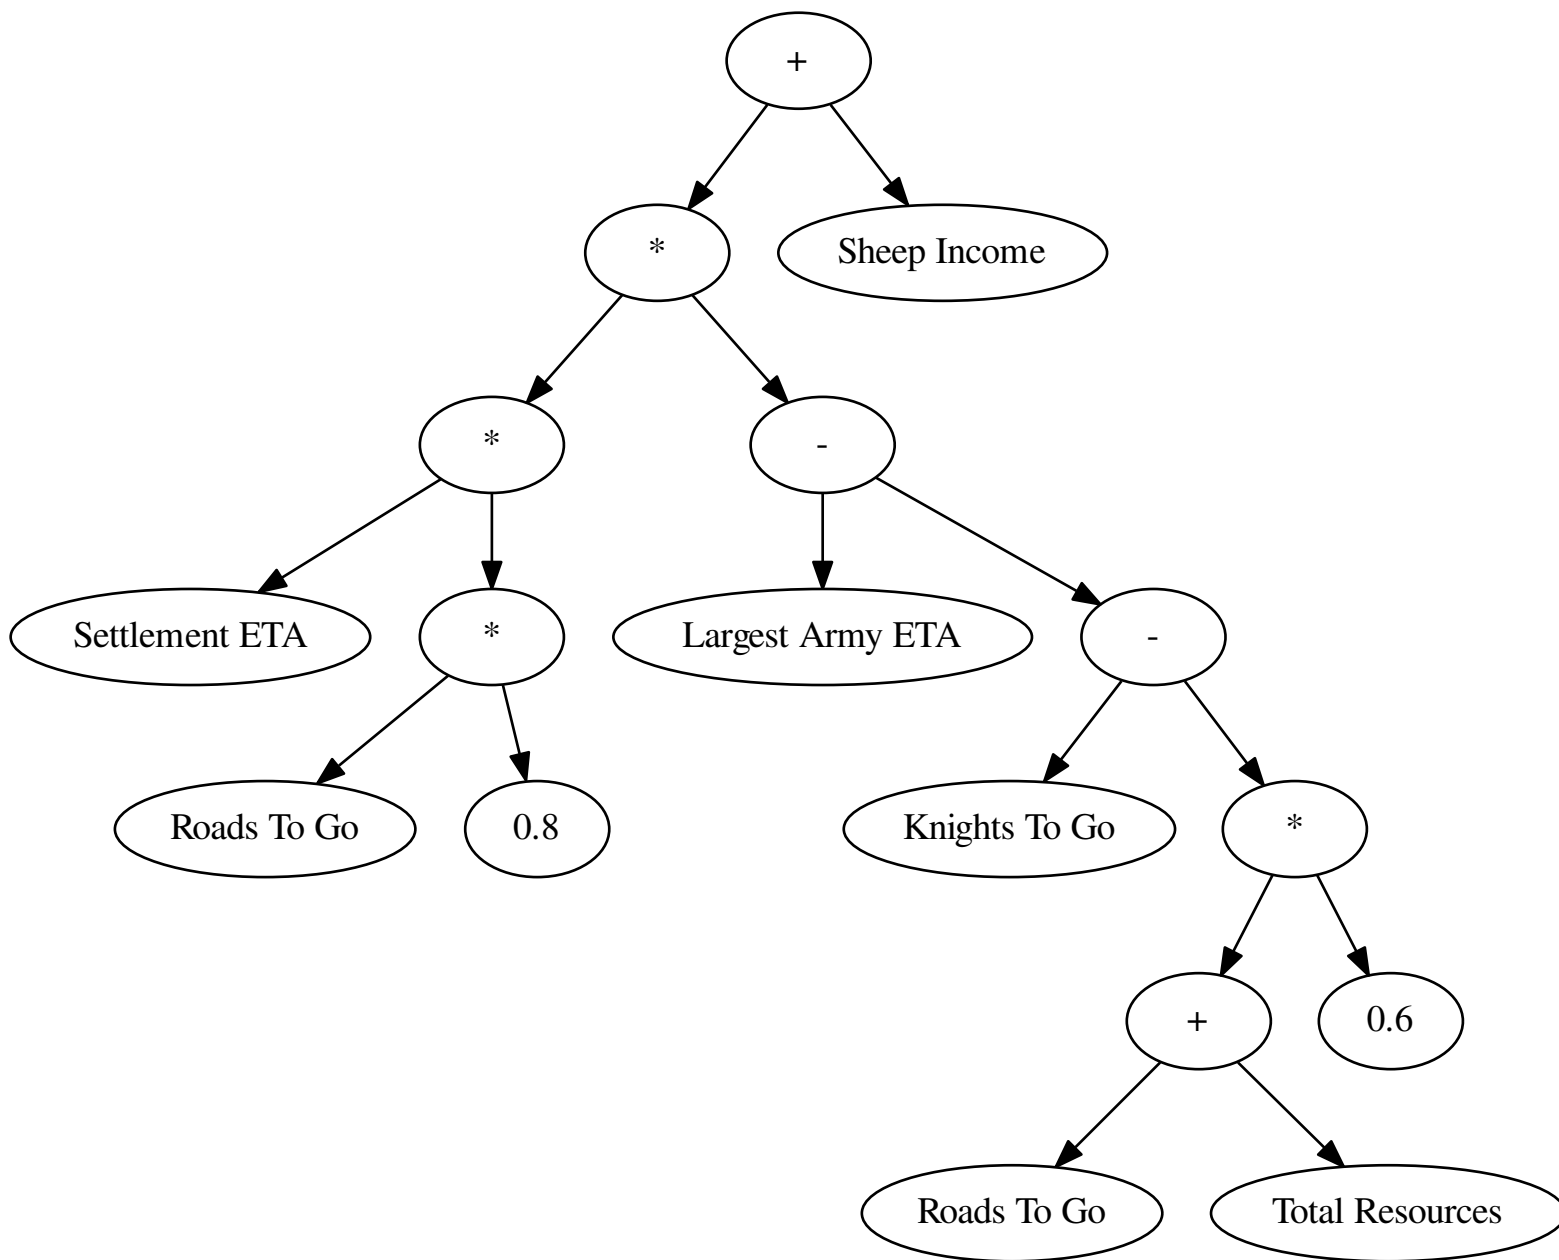 +
*
Sheep Income
*
-
Settlement ETA
*
Largest Army ETA
-
Roads To Go
0.8
Knights To Go
*
+
0.6
Roads To Go
Total Resources